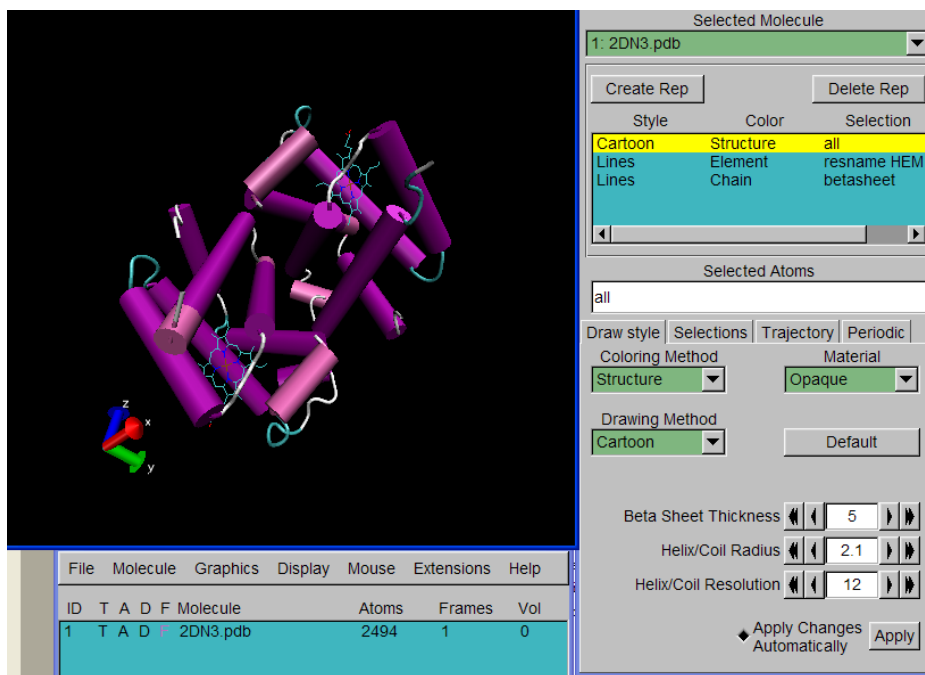 Selected Molecule
1: 2DN3.pdb
Create Rep Delete Rep
Style Color Selection
Cartoon Structure all
Lines Element resname HEM
Lines Chain betasheet
Selected Atoms
all
Draw style Selections Trajectory Periodic
Coloring Method Material
Structure Opaque
Drawing Method
Cartoon Default
Beta Sheet Thickness 5
Helix/Coil Radius 2.1
Helix/Coil Resolution 12
Apply Changes
Automatically Apply
z
x
y
File Molecule Graphics Display Mouse Extensions Help
ID T A D F Molecule Atoms Frames Vol
1 T A D F 2DN3.pdb 2494 1 0